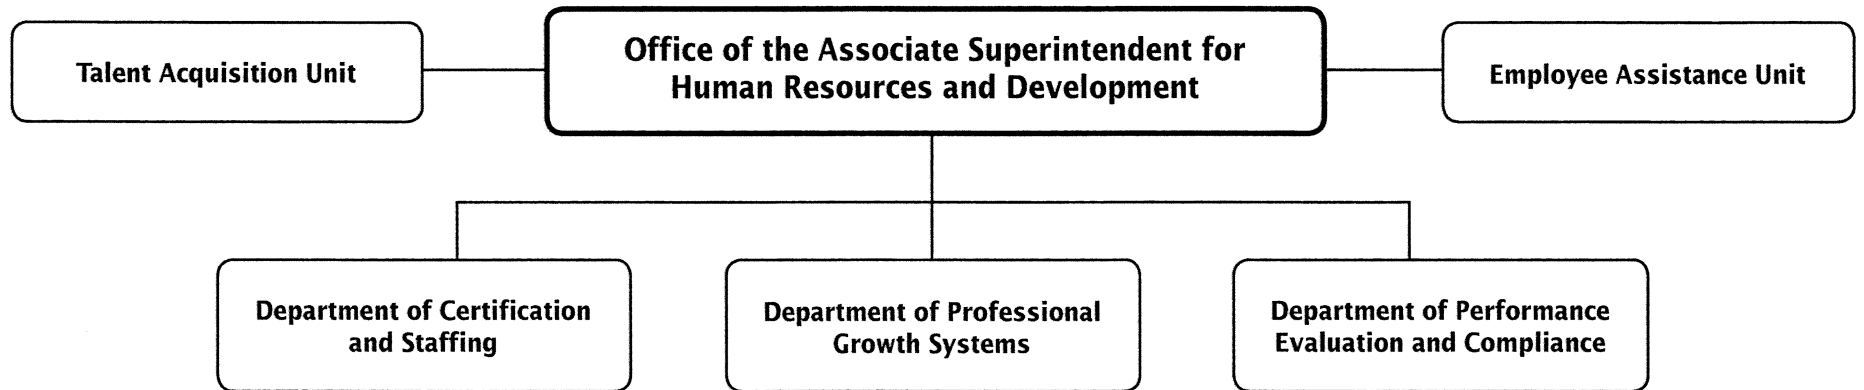 Talent Acquisition Unit
Office of the Associate Superintendent for
Human Resources and Development
Employee Assistance Unit
Department of Certification
and Staffing
Department of Professional
Growth Systems
Department of Performance
Evaluation and Compliance